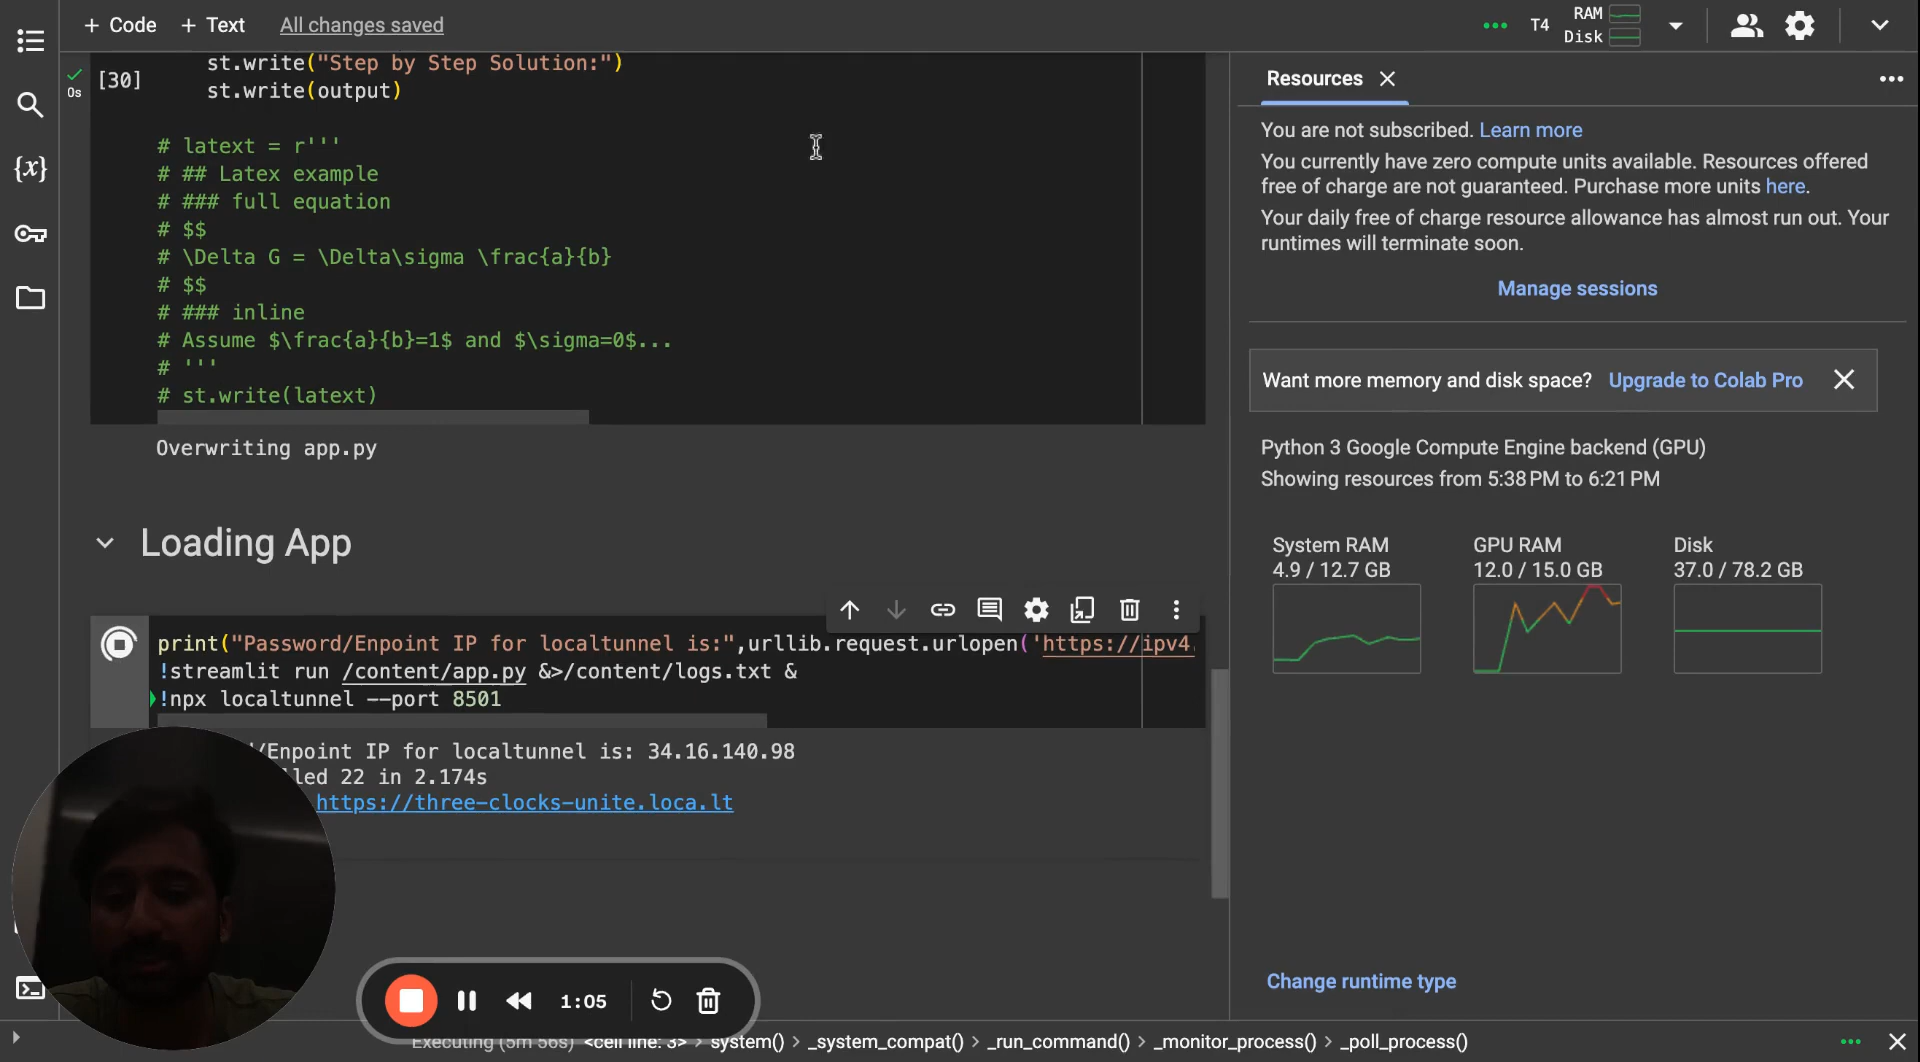 + Code + Text All changes saved
T4 RAM
Disk
0s
[30]
st.write("Step by Step Solution:")
st.write(output)
# latext = r'''
# ## Latex example
# ### full equation
# $$
# \Delta G = \Delta\sigma \frac{a}{b}
# $$
# ### inline
# Assume $\frac{a}{b}=1$ and $\sigma=0$...
# '''
# st.write(latext)
Overwriting app.py
Loading App
print("Password/Enpoint IP for localtunnel is:",urllib.request.urlopen('https://ipv4.
!streamlit run /content/app.py &>/content/logs.txt &
!npx localtunnel --port 8501
/Enpoint IP for localtunnel is: 34.16.140.98
lled 22 in 2.174s
https://three-clocks-unite.loca.lt
1:05
Executing (5m 56s) <cell line: 3> > system() > _system_compat() > _run_command() > _monitor_process() > _poll_process()
Resources
You are not subscribed. Learn more
You currently have zero compute units available. Resources offered
free of charge are not guaranteed. Purchase more units here.
Your daily free of charge resource allowance has almost run out. Your
runtimes will terminate soon.
Manage sessions
Want more memory and disk space? Upgrade to Colab Pro
Python 3 Google Compute Engine backend (GPU)
Showing resources from 5:38 PM to 6:21 PM
System RAM
4.9 / 12.7 GB
GPU RAM
12.0 / 15.0 GB
Disk
37.0 / 78.2 GB
Change runtime type